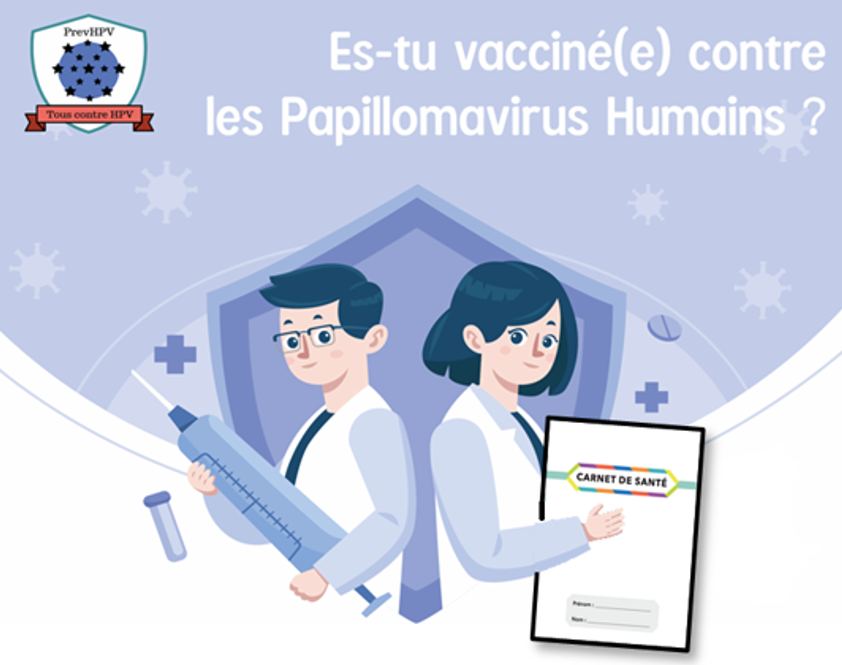 PrevHPV
Tous contre HPV
Es-tu vacciné(e) contre
les Papillomavirus Humains ?
CARNET DE SANTÉ
Prénom :
Nom :